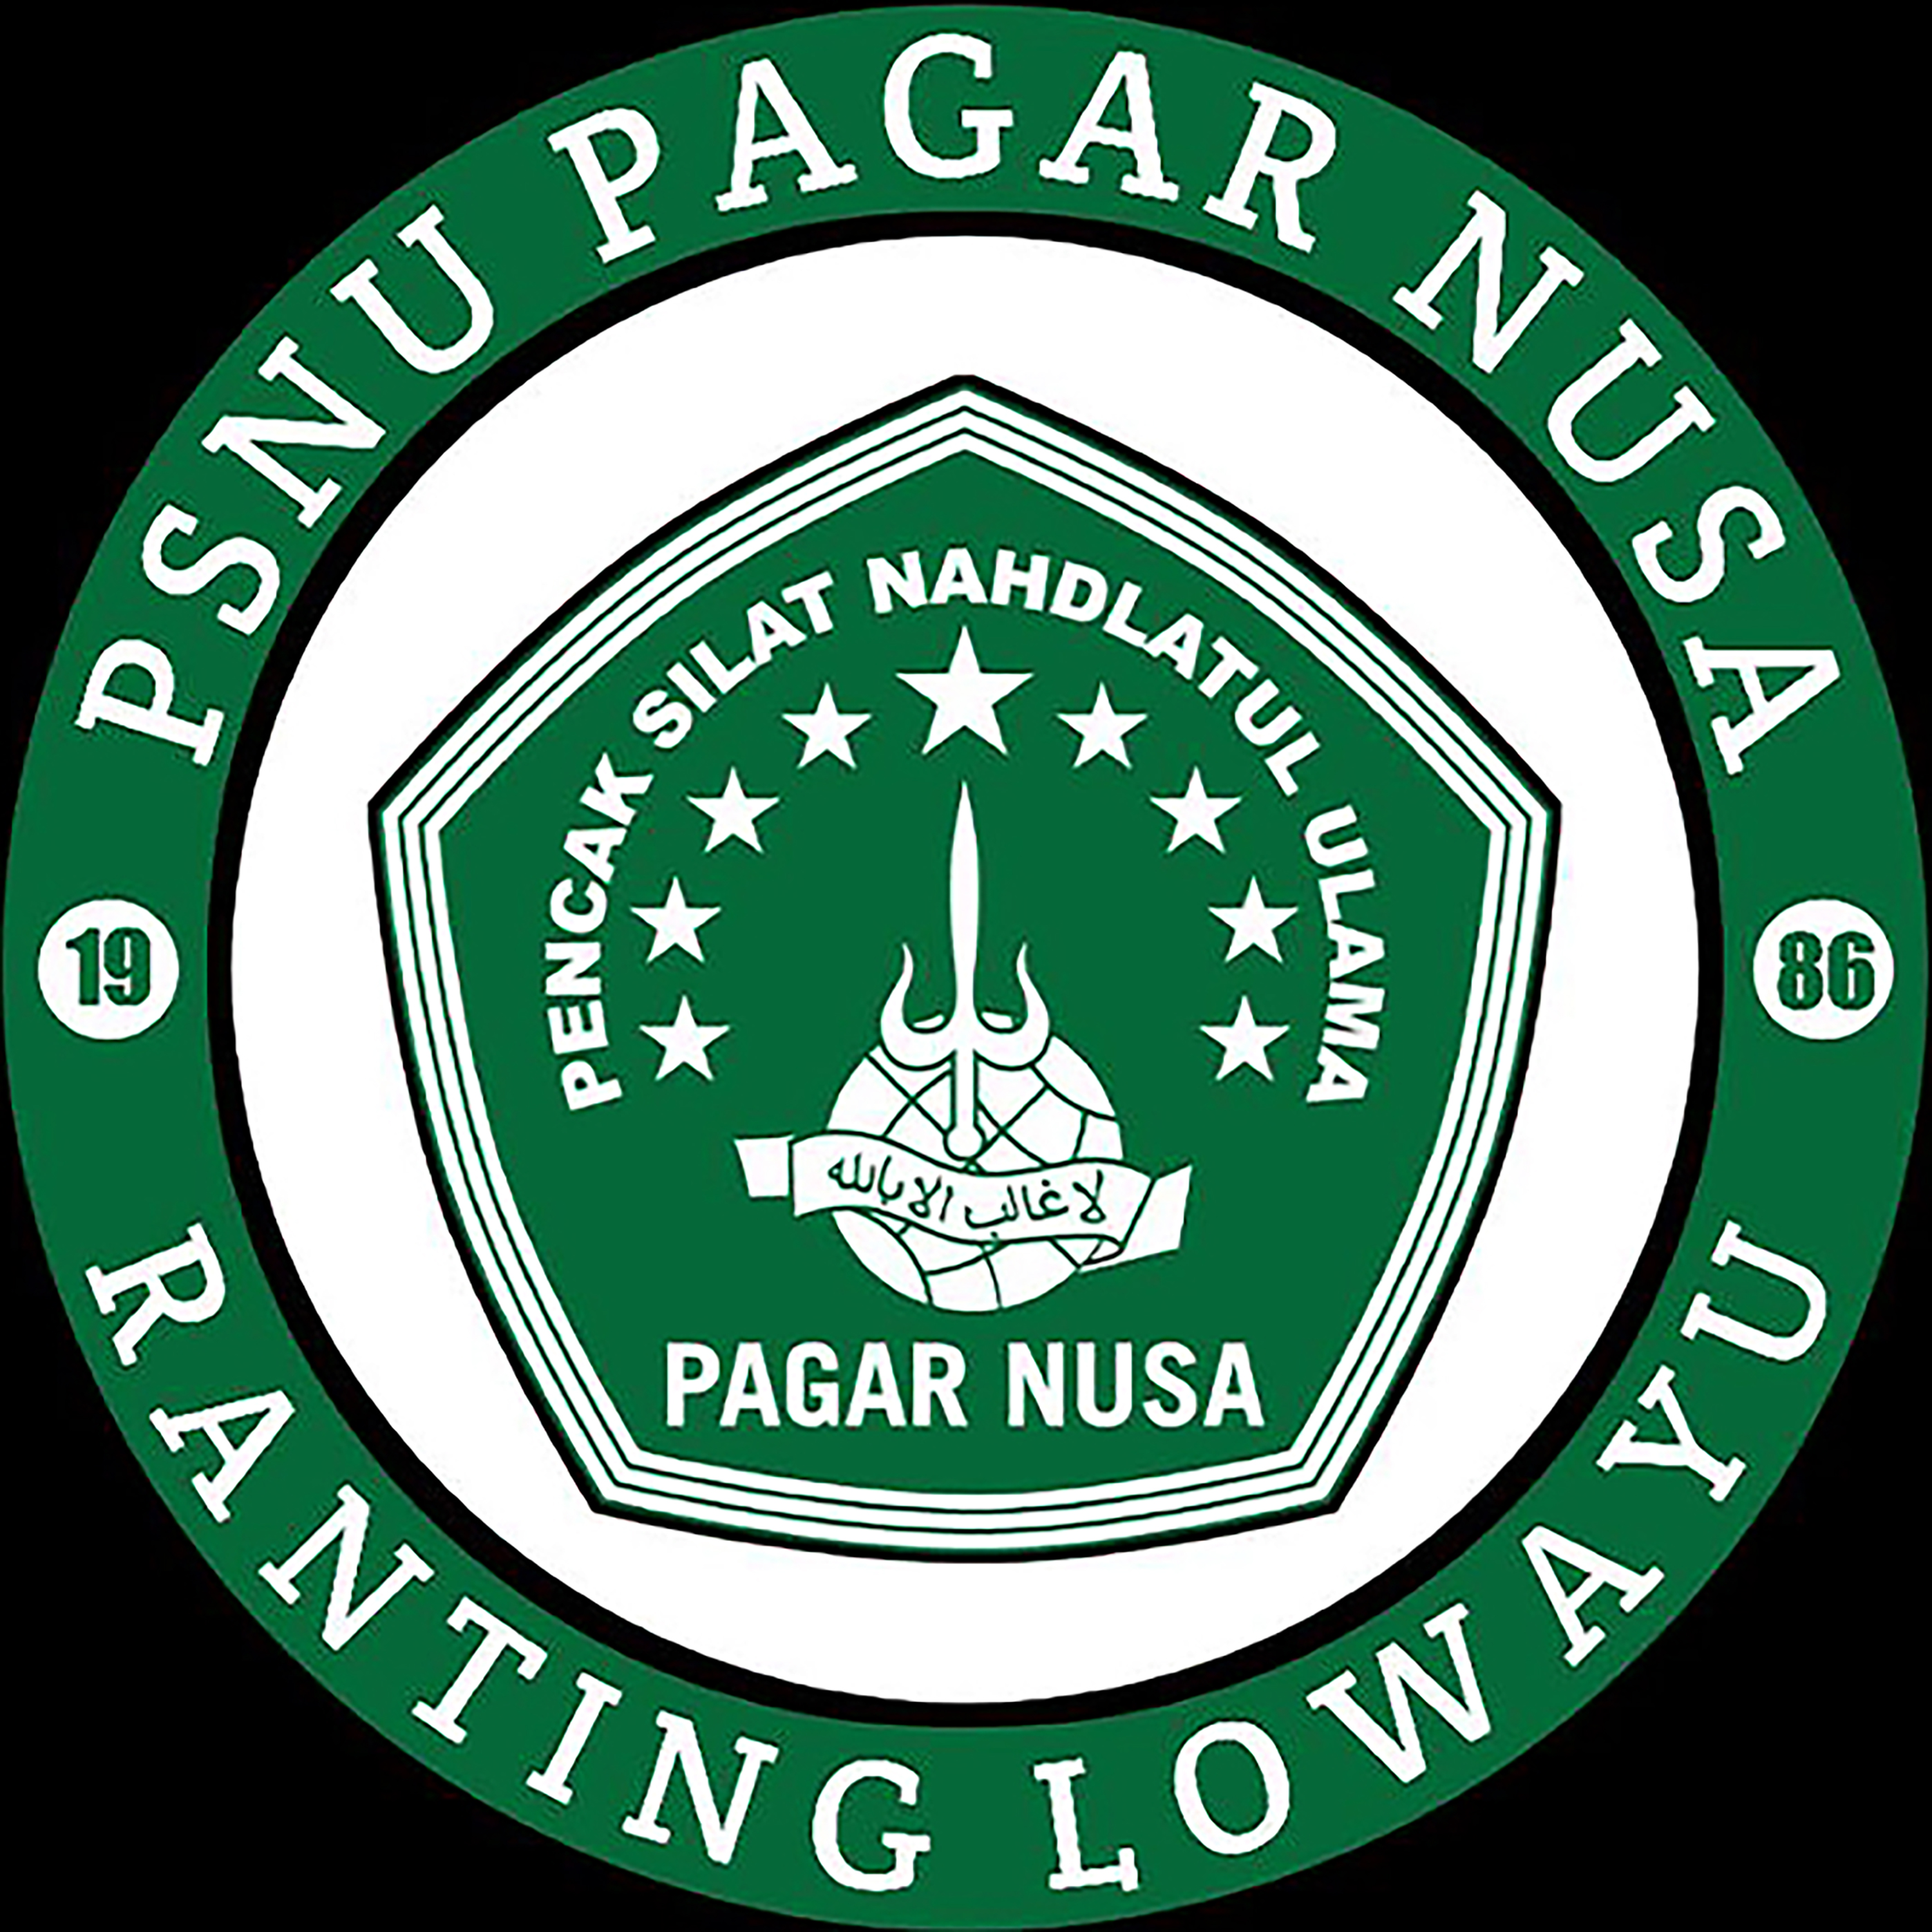 PSNU PAGAR NUSA
19
86
PENCAK SILAT NAHDLATUL ULAMA
لاغالب الابالله
PAGAR NUSA
RANTING LOWAYU